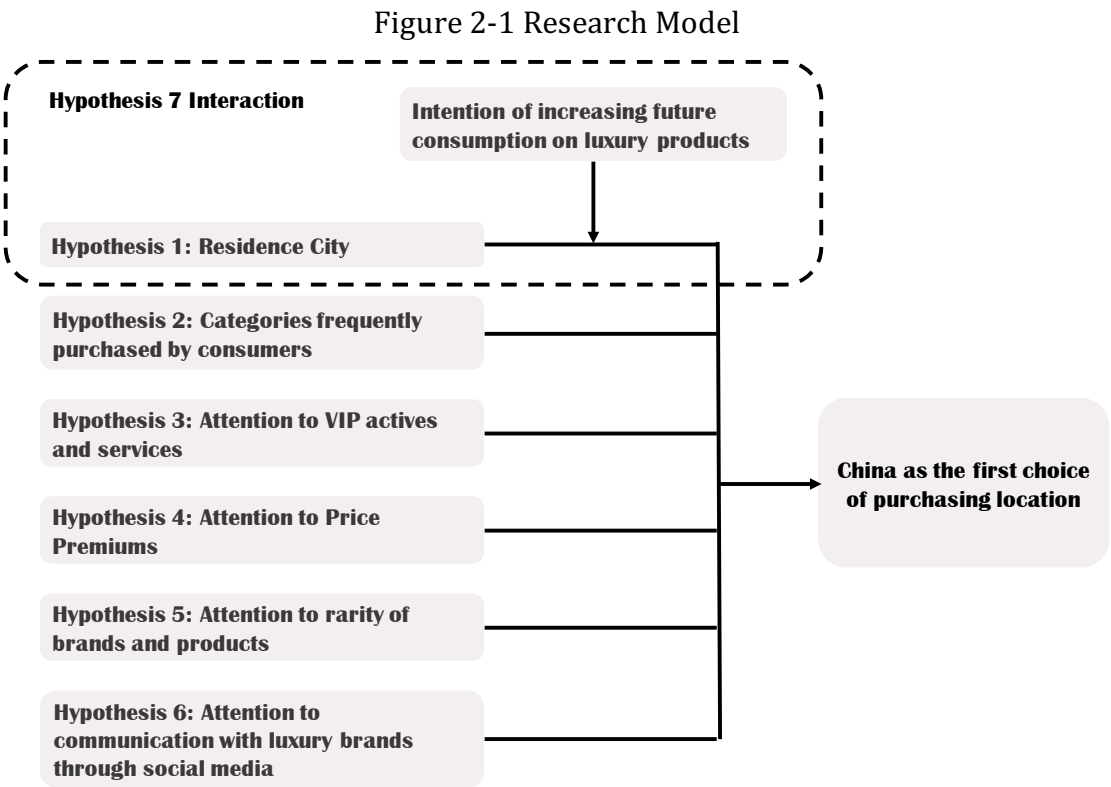 Figure 2-1 Research Model
Hypothesis 7 Interaction
Intention of increasing future
consumption on luxury products
Hypothesis 1: Residence City
Hypothesis 2: Categories frequently
purchased by consumers
Hypothesis 3: Attention to VIP actives
and services
Hypothesis 4: Attention to Price
Premiums
Hypothesis 5: Attention to rarity of
brands and products
Hypothesis 6: Attention to
communication with luxury brands
through social media
China as the first choice
of purchasing location